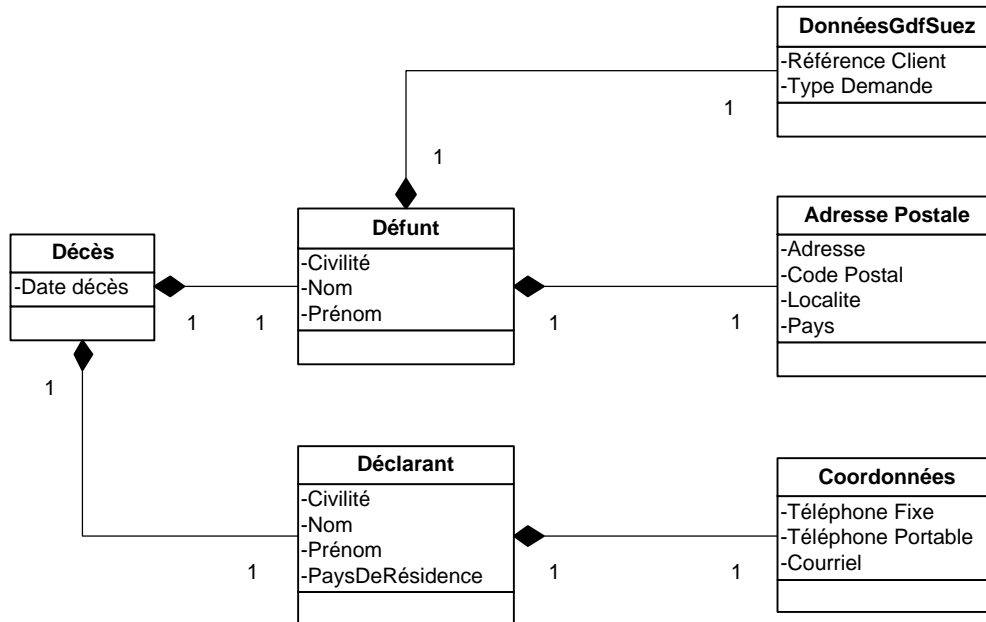 DonnéesGdfSuez
-Référence Client
-Type Demande
1
1
Adresse Postale
-Adresse
-Code Postal
-Localite
-Pays
Défunt
-Civilité
-Nom
-Prénom
Décès
-Date décès
1
1
1
1
1
Déclarant
-Civilité
-Nom
-Prénom
-PaysDeRésidence
Coordonnées
-Téléphone Fixe
-Téléphone Portable
-Courriel
1
1
1